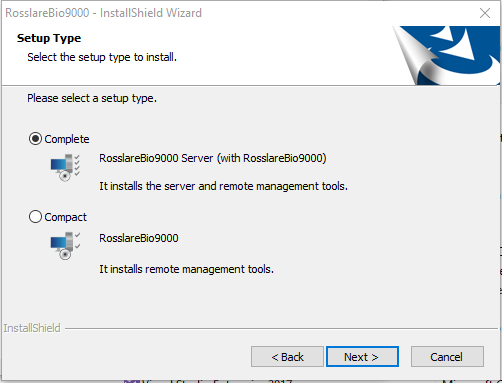 RosslareBio9000 - InstallShield Wizard
Setup Type
Select the setup type to install.
Please select a setup type.
Complete
RosslareBio9000 Server (with RosslareBio9000)
It installs the server and remote management tools.
Compact
RosslareBio9000
It installs remote management tools.
InstallShield
< Back
Next >
Cancel